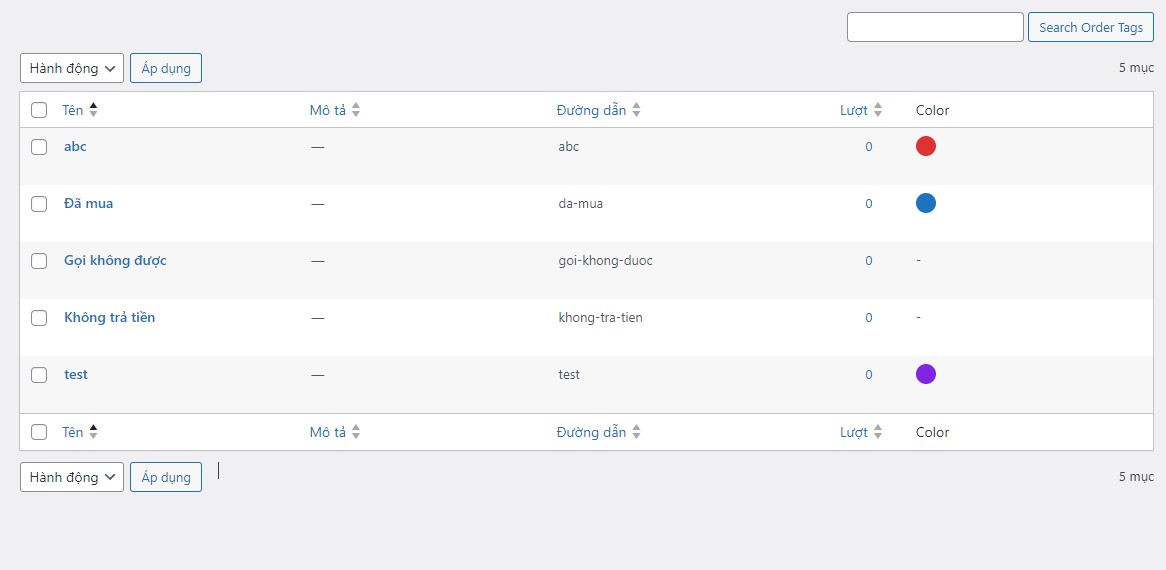 Search Order Tags
Hành động Áp dụng 5 mục
Tên Mô tả Đường dẫn Lượt Color
abc — abc 0
Đã mua — da-mua 0
Gọi không được — goi-khong-duoc 0 -
Không trả tiền — khong-tra-tien 0 -
test — test 0
Tên Mô tả Đường dẫn Lượt Color
Hành động Áp dụng 5 mục